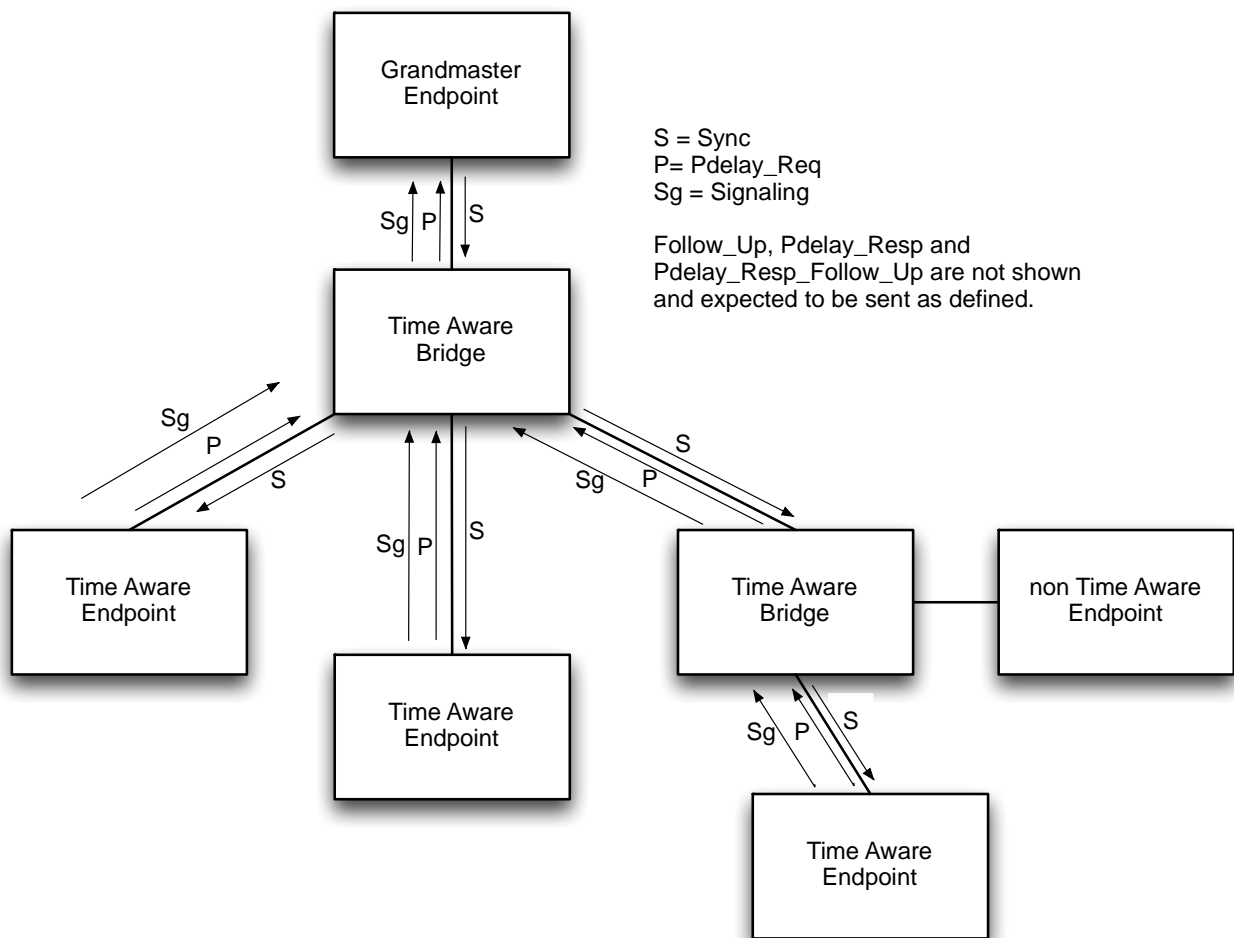 Grandmaster
Endpoint
S = Sync
P= Pdelay_Req
Sg = Signaling
Follow_Up, Pdelay_Resp and
Pdelay_Resp_Follow_Up are not shown
and expected to be sent as defined.
Sg
P
S
Time Aware
Bridge
Sg
P
S
Sg
P
S
Sg
P
S
Time Aware
Endpoint
Time Aware
Endpoint
Time Aware
Bridge
non Time Aware
Endpoint
Sg
P
S
Time Aware
Endpoint